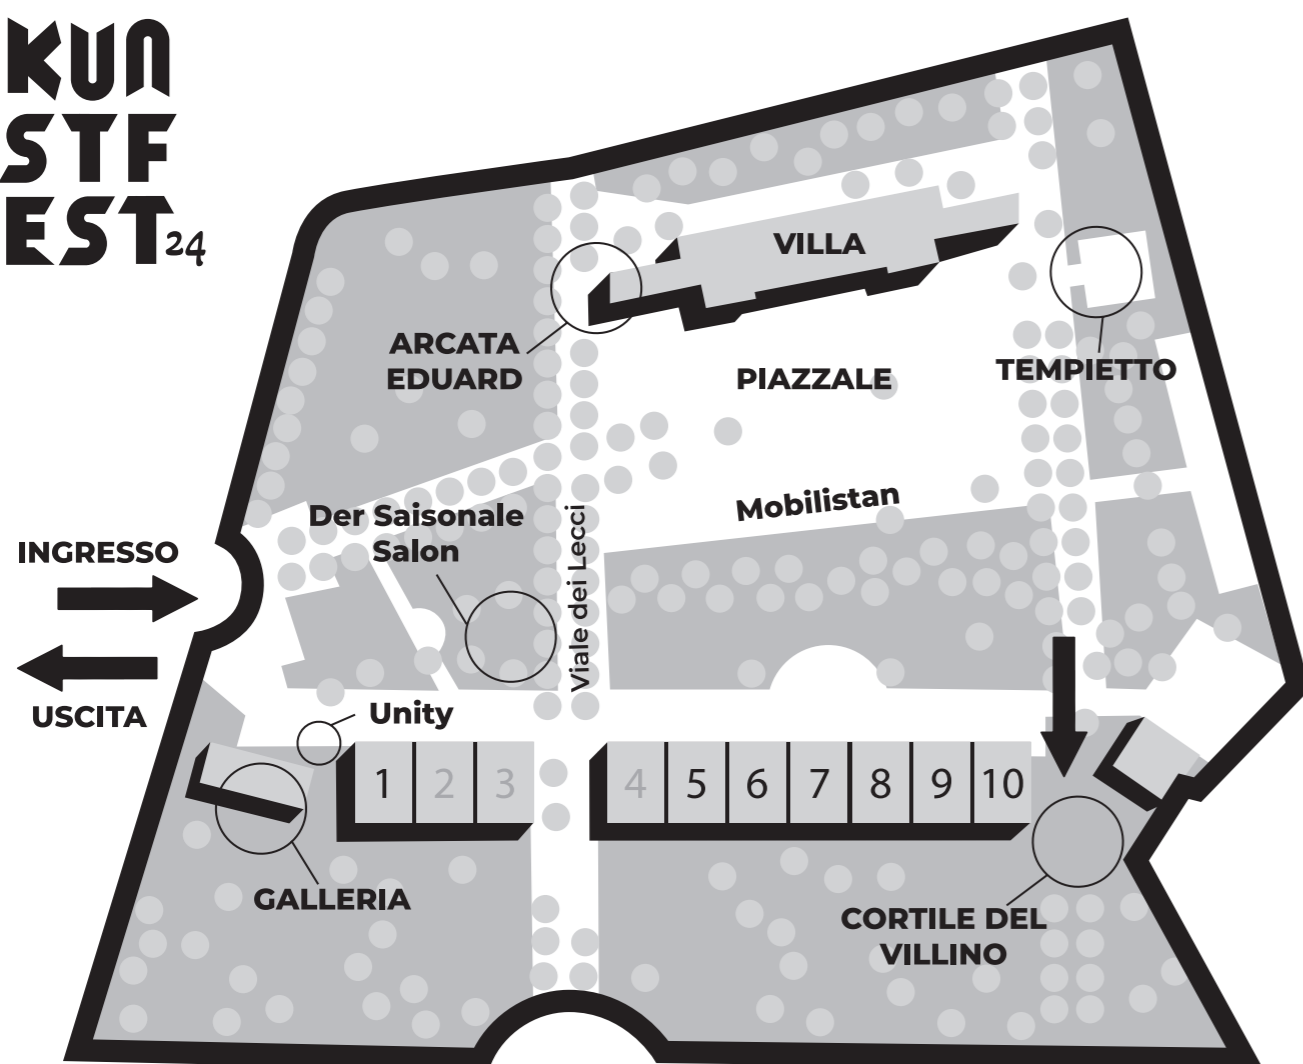 KUN
STF
EST24
VILLA
ARCATA
EDUARD
PIAZZALE
TEMPIETTO
Mobilistan
Der Saisonale
Salon
Viale dei Lecci
INGRESSO
USCITA
Unity
1 2 3 4 5 6 7 8 9 10
GALLERIA
CORTILE DEL
VILLINO